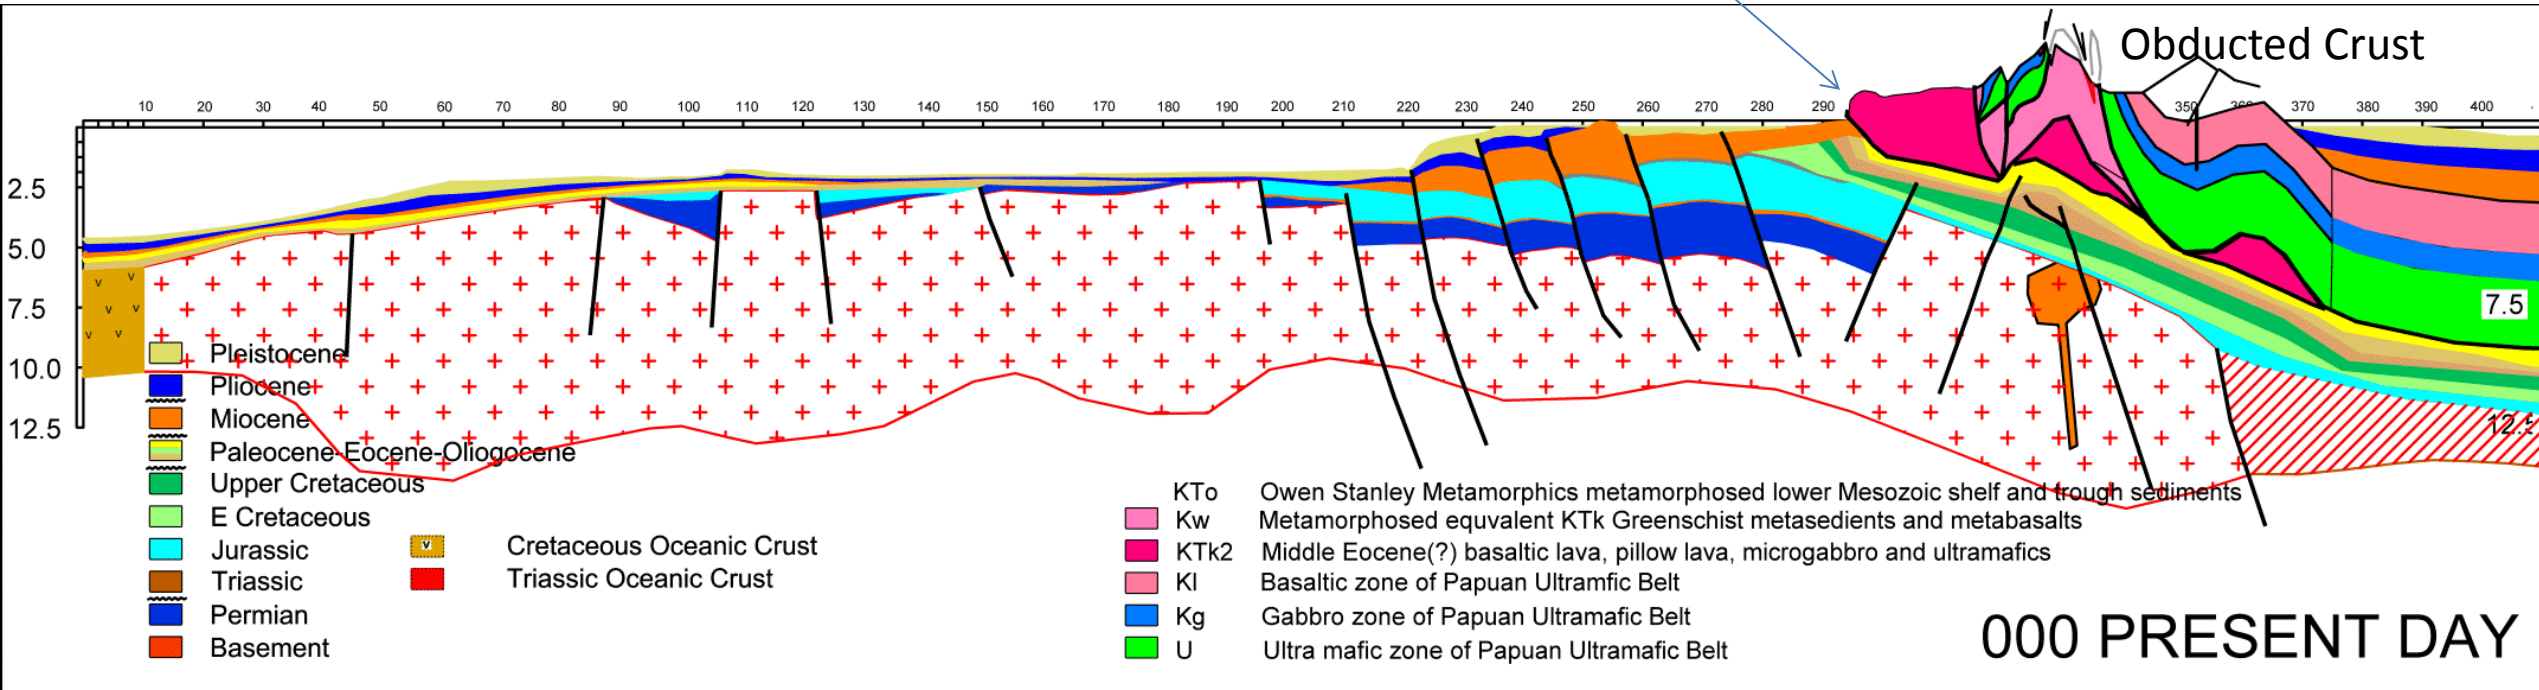 Obducted Crust
10 20 30 40 50 60 70 80 90 100 110 120 130 140 150 160 170 180 190 200 210 220 230 240 250 260 270 280 290 350 360 370 380 390 400
2.5
5.0
7.5
10.0
12.5
7.5
12.5
Pleistocene
Pliocene
Miocene
Paleocene-Eocene-Oliogocene
Upper Cretaceous
E Cretaceous
Jurassic
Triassic
Permian
Basement
v Cretaceous Oceanic Crust
Triassic Oceanic Crust
KTo Owen Stanley Metamorphics metamorphosed lower Mesozoic shelf and trough sediments
Kw Metamorphosed equvalent KTk Greenschist metasedients and metabasalts
KTk2 Middle Eocene(?) basaltic lava, pillow lava, microgabbro and ultramafics
Kl Basaltic zone of Papuan Ultramfic Belt
Kg Gabbro zone of Papuan Ultramafic Belt
U Ultra mafic zone of Papuan Ultramafic Belt
000 PRESENT DAY